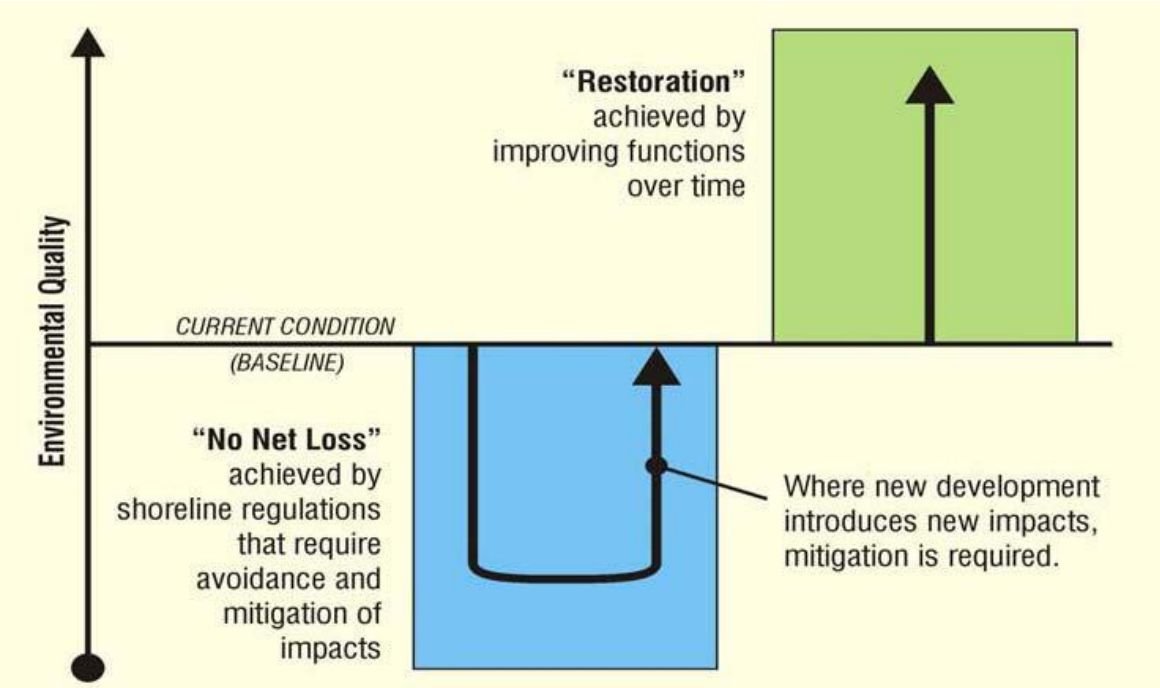 Environmental Quality
“Restoration”
achieved by
improving functions
over time
CURRENT CONDITION
(BASELINE)
“No Net Loss”
achieved by
shoreline regulations
that require
avoidance and
mitigation of
impacts
Where new development
introduces new impacts,
mitigation is required.